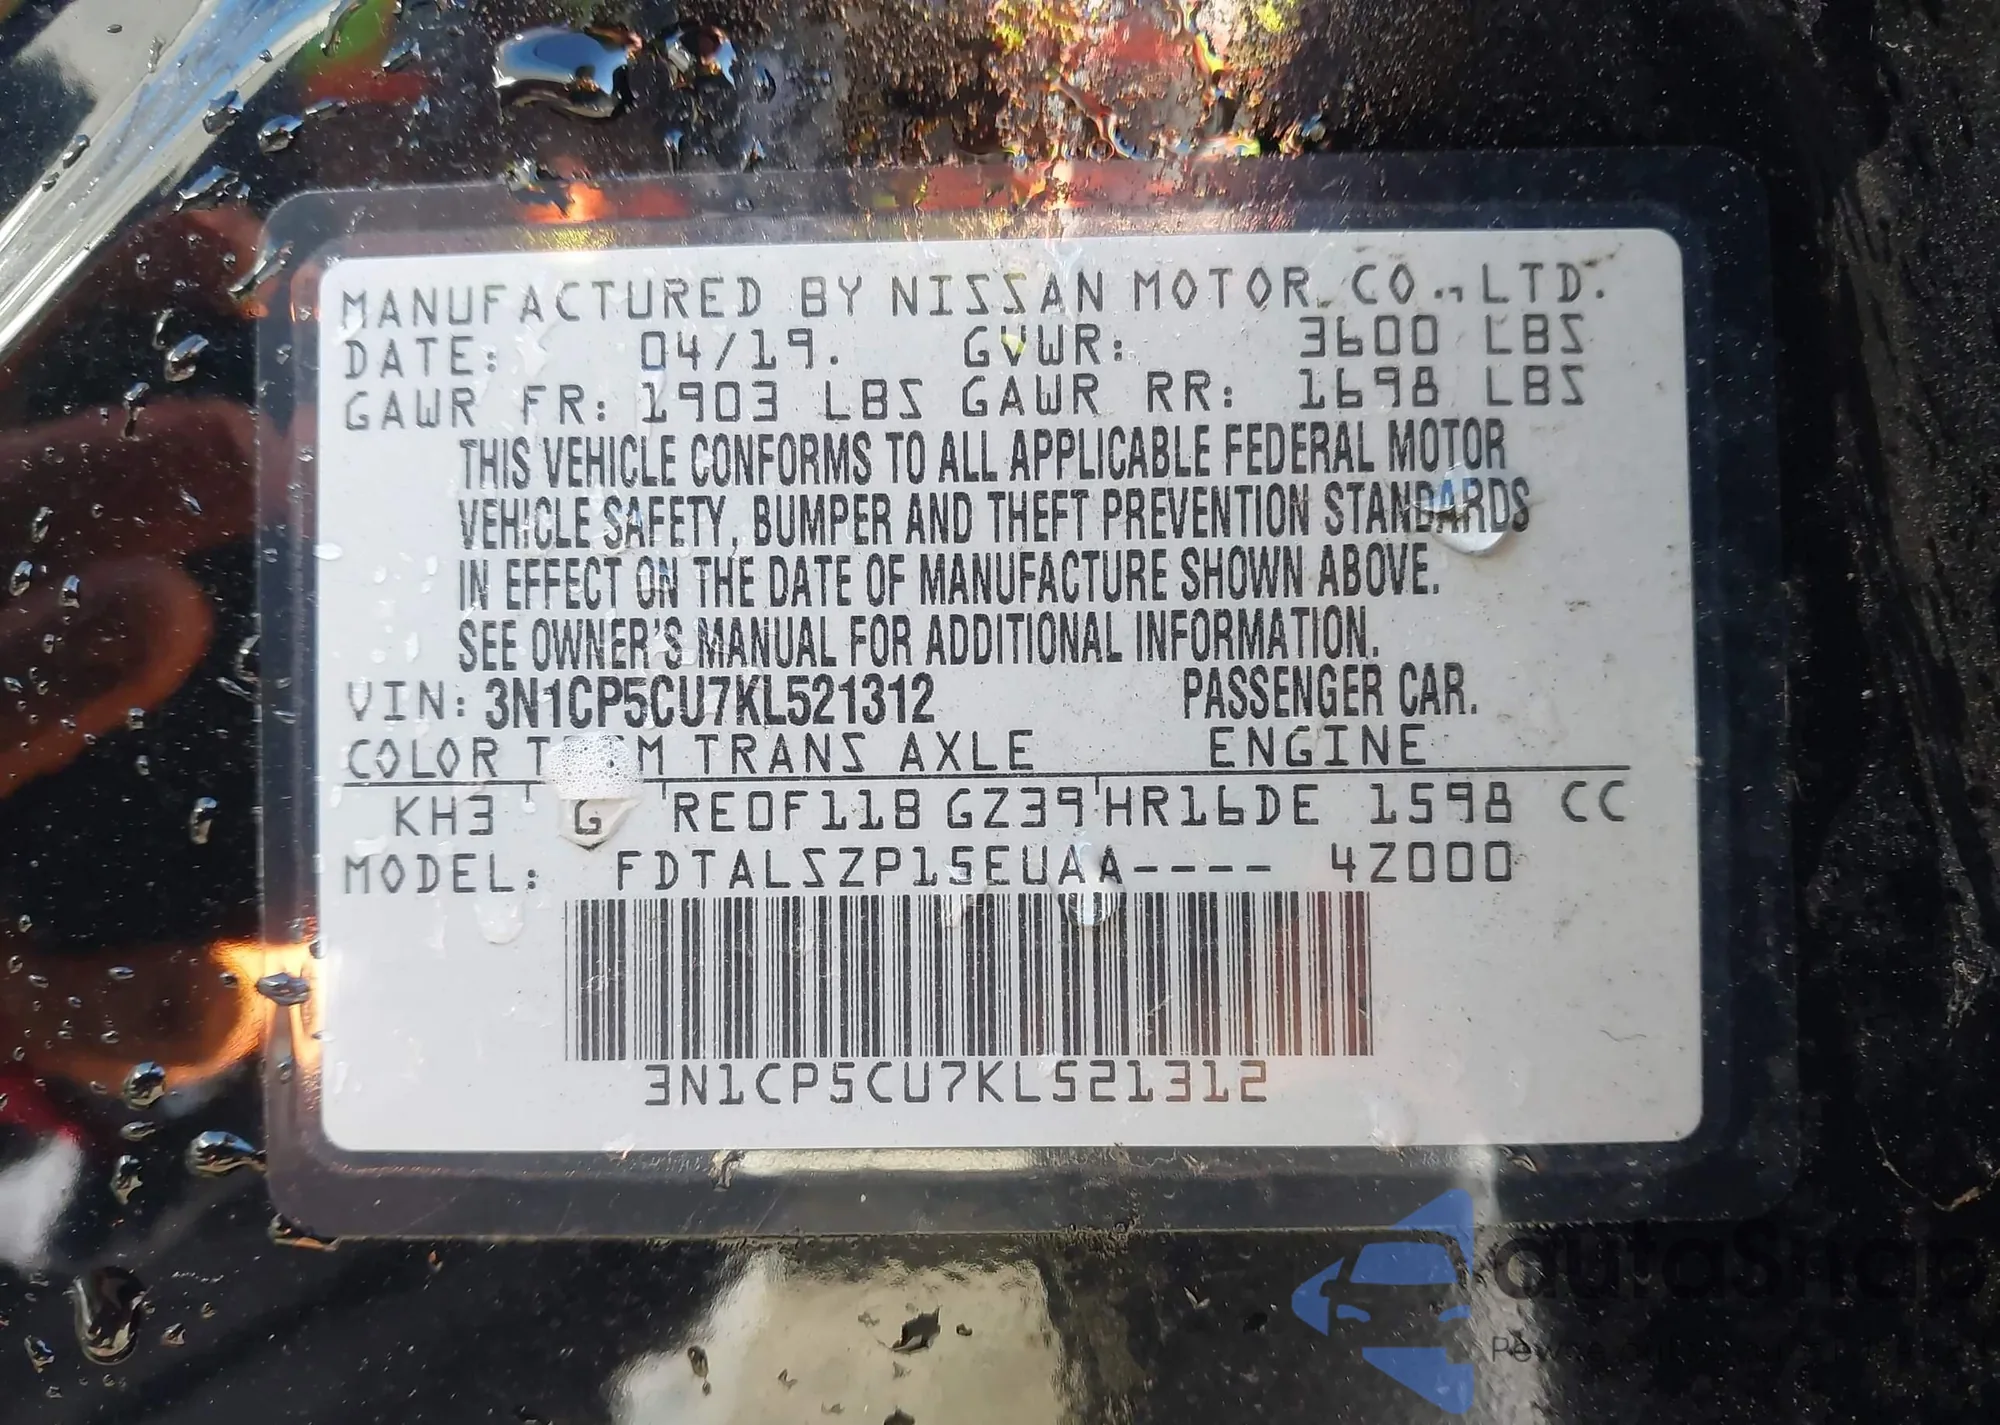 MANUFACTURED BY NISSAN MOTOR CO., LTD.
DATE: 04/19. GVWR: 3600 LBS
GAWR FR: 1903 LBS GAWR RR: 1698 LBS
THIS VEHICLE CONFORMS TO ALL APPLICABLE FEDERAL MOTOR
VEHICLE SAFETY, BUMPER AND THEFT PREVENTION STANDARDS
IN EFFECT ON THE DATE OF MANUFACTURE SHOWN ABOVE.
SEE OWNER'S MANUAL FOR ADDITIONAL INFORMATION.
VIN: 3N1CP5CU7KL521312 PASSENGER CAR.
COLOR TRIM TRANS AXLE ENGINE
KH3 G RE0F11B GZ39 HR16DE 1598 CC
MODEL: FDTALSZP15EUAA---- 4Z000
3N1CP5CU7KL521312
autaShop